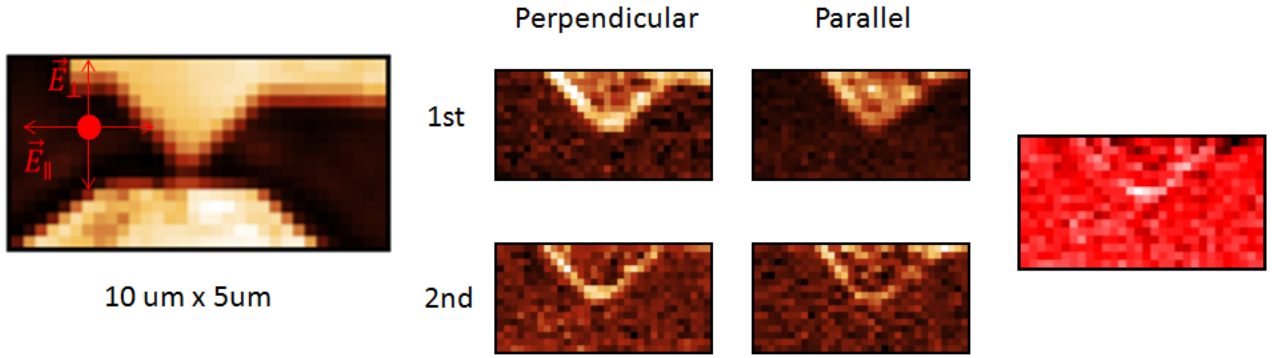 Perpendicular Parallel
E⊥
1st
E∥
10 um x 5um
2nd